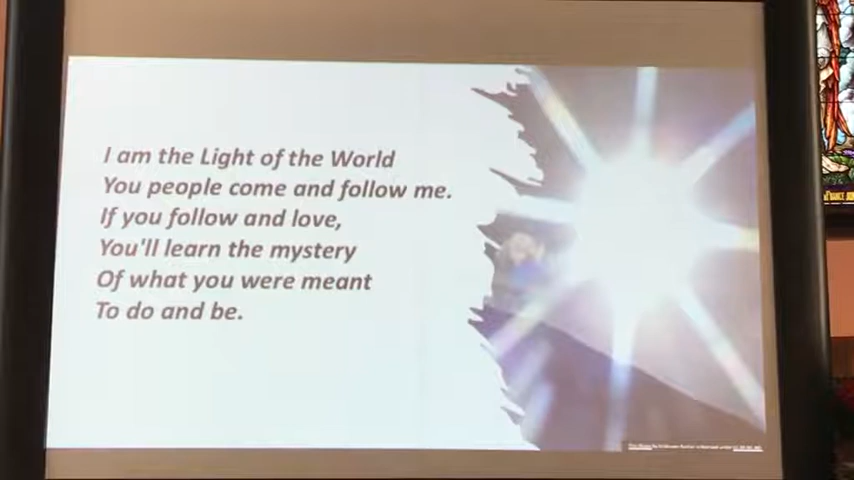 I am the Light of the World
You people come and follow me.
If you follow and love,
You'll learn the mystery
Of what you were meant
To do and be.